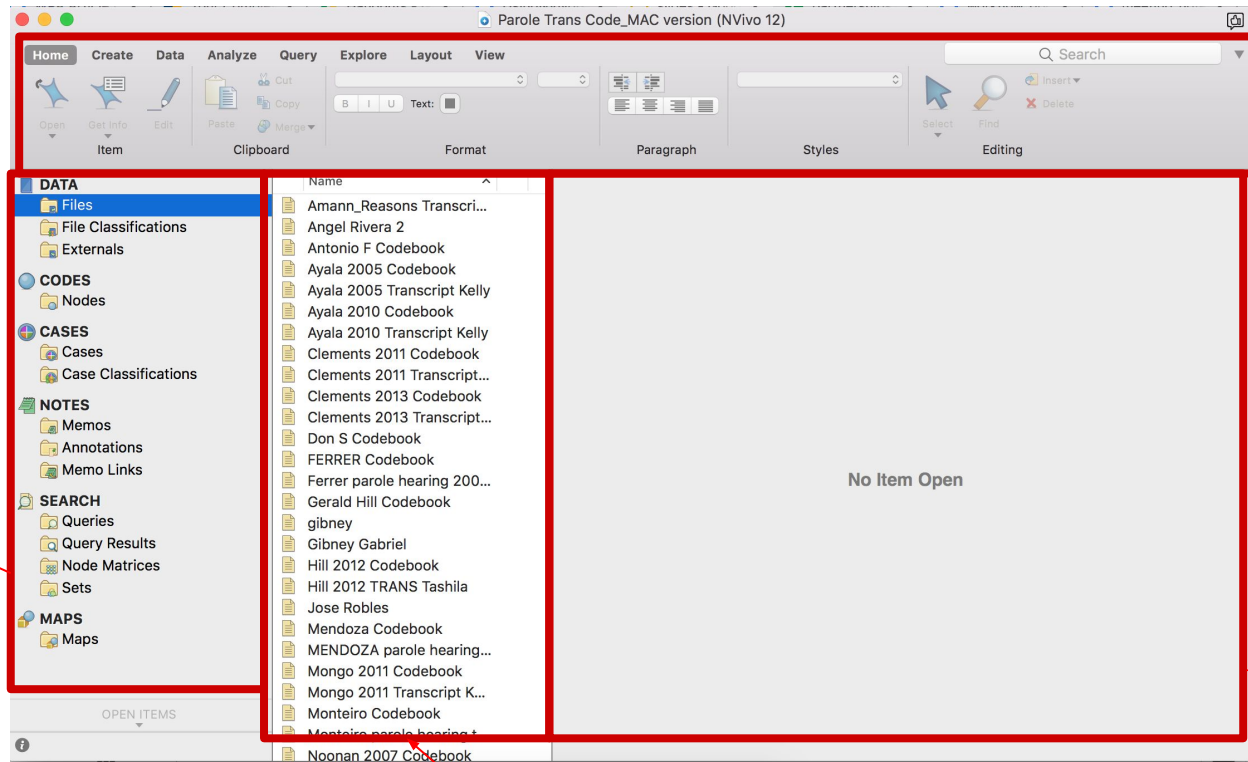 Parole Trans Code_MAC version (NVivo 12)
Home Create Data Analyze Query Explore Layout View
Search
Open Get Info Edit Paste Cut
Copy
Merge
B I U Text:
Select Find Insert
Delete
Item Clipboard Format Paragraph Styles Editing
DATA
Files
File Classifications
Externals
CODES
Nodes
CASES
Cases
Case Classifications
NOTES
Memos
Annotations
Memo Links
SEARCH
Queries
Query Results
Node Matrices
Sets
MAPS
Maps
OPEN ITEMS
Name
Amann_Reasons Transcri...
Angel Rivera 2
Antonio F Codebook
Ayala 2005 Codebook
Ayala 2005 Transcript Kelly
Ayala 2010 Codebook
Ayala 2010 Transcript Kelly
Clements 2011 Codebook
Clements 2011 Transcript...
Clements 2013 Codebook
Clements 2013 Transcript...
Don S Codebook
FERRER Codebook
Ferrer parole hearing 200...
Gerald Hill Codebook
gibney
Gibney Gabriel
Hill 2012 Codebook
Hill 2012 TRANS Tashila
Jose Robles
Mendoza Codebook
MENDOZA parole hearing...
Mongo 2011 Codebook
Mongo 2011 Transcript K...
Monteiro Codebook
Monteiro parole hearing t
Noonan 2007 Codebook
No Item Open